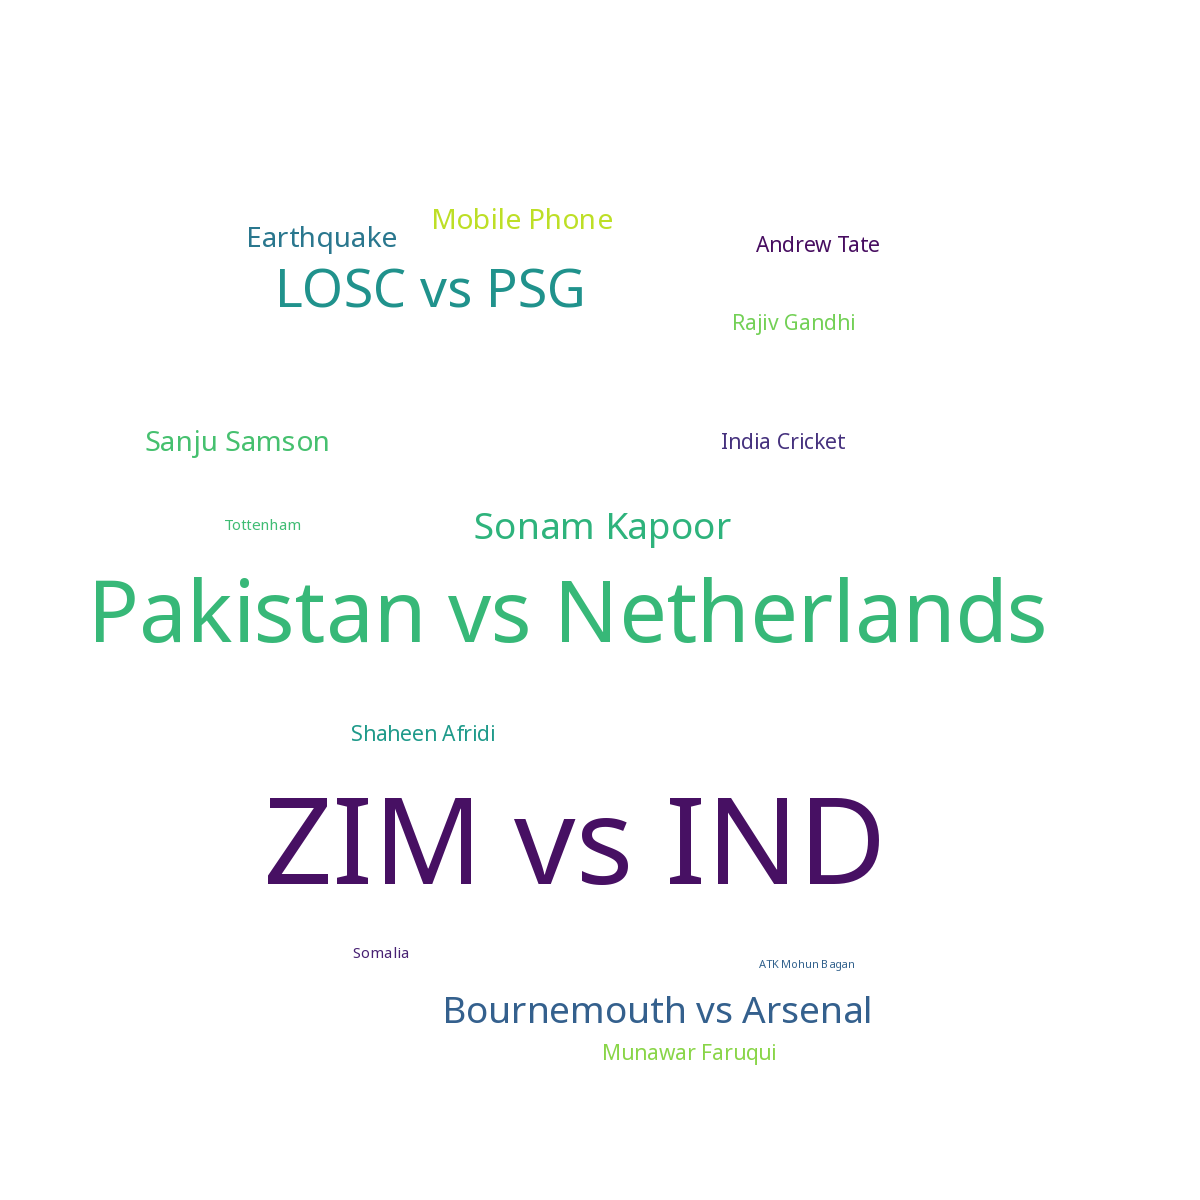 Mobile Phone
Earthquake
Andrew Tate
LOSC vs PSG
Rajiv Gandhi
Sanju Samson
India Cricket
Tottenham
Sonam Kapoor
Pakistan vs Netherlands
Shaheen Afridi
ZIM vs IND
Somalia
ATK Mohun Bagan
Bournemouth vs Arsenal
Munawar Faruqui